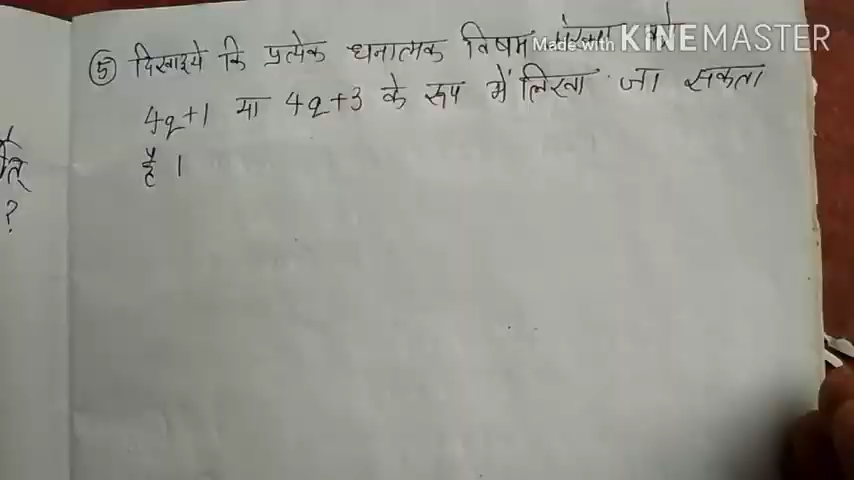 ⑤ दिखाइये कि प्रत्येक धनात्मक विषम को
Made with KINEMASTER
4q+1 या 4q+3 के रूप में लिखा जा सकता
है ।
?